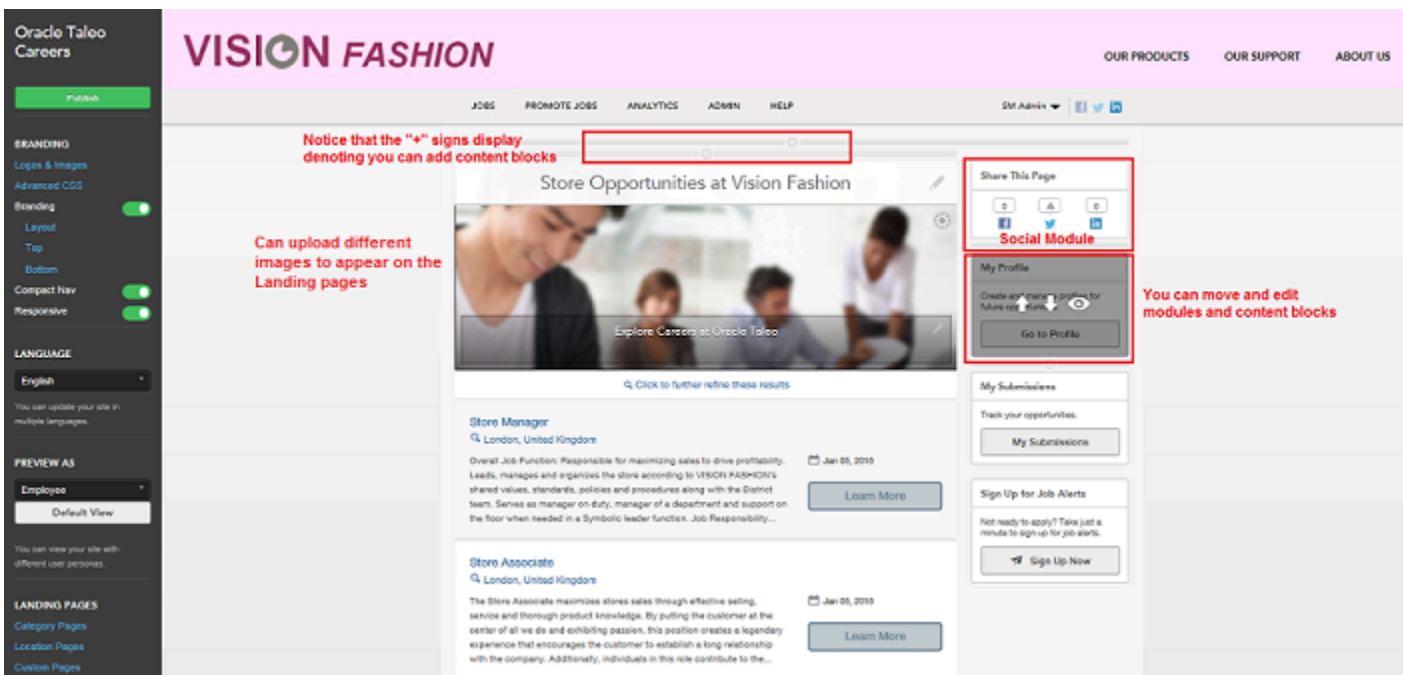 Oracle Taleo
Careers
Publish
BRANDING
Logos & Images
Advanced CSS
Branding
Layout
Top
Bottom
Compact Nav
Responsive
LANGUAGE
English
You can update your site in
multiple languages.
PREVIEW AS
Employee
Default View
You can view your site with
different user personas.
LANDING PAGES
Category Pages
Location Pages
Custom Pages
VISION FASHION
OUR PRODUCTS OUR SUPPORT ABOUT US
JOBS PROMOTE JOBS ANALYTICS ADMIN HELP SM Admin
Notice that the "+" signs display
denoting you can add content blocks
Can upload different
images to appear on the
Landing pages
Store Opportunities at Vision Fashion
Explore Careers at Oracle Taleo
Click to further refine these results
Store Manager
London, United Kingdom
Overall Job Function: Responsible for maximizing sales to drive profitability.
Leads, manages and organizes the store according to VISION FASHION's
shared values, standards, policies and procedures along with the District
team. Serves as manager on duty, manager of a department and support on
the floor when needed in a Symbolic leader function. Job Responsibility...
Jan 05, 2016
Learn More
Store Associate
London, United Kingdom
The Store Associate maximizes stores sales through effective selling,
service and thorough product knowledge. By putting the customer at the
center of all we do and exhibiting passion, this position creates a legendary
experience that encourages the customer to establish a long relationship
with the company. Additionally, individuals in this role contribute to the...
Jan 05, 2016
Learn More
Share This Page
0 0
Social Module
My Profile
Create and manage profiles for
future
Go to Profile
You can move and edit
modules and content blocks
My Submissions
Track your opportunities.
My Submissions
Sign Up for Job Alerts
Not ready to apply? Take just a
minute to sign up for job alerts.
Sign Up Now